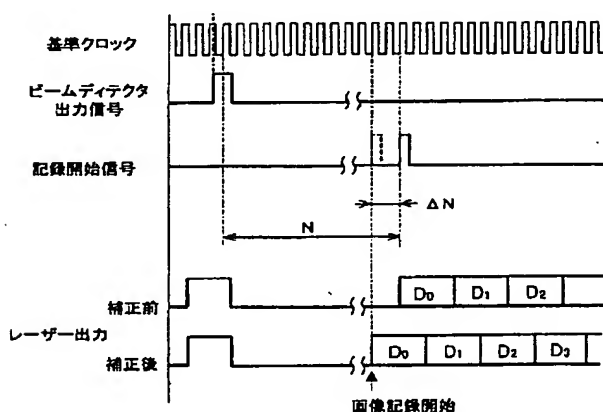 基準クロック
ビームディテクタ
出力信号
記録開始信号
ΔN
N
補正前
D0 D1 D2
レーザー出力
補正後
D0 D1 D2 D3
画像記録開始